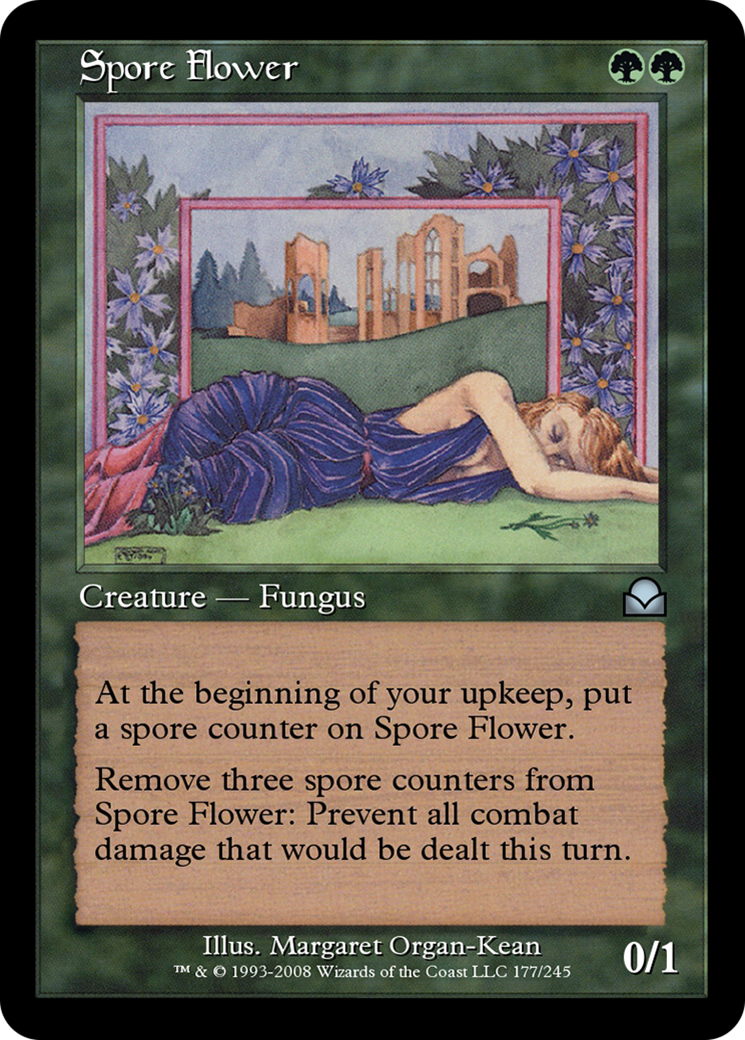 Spore Flower
Creature — Fungus
At the beginning of your upkeep, put
a spore counter on Spore Flower.
Remove three spore counters from
Spore Flower: Prevent all combat
damage that would be dealt this turn.
Illus. Margaret Organ-Kean
0/1
™ & © 1993-2008 Wizards of the Coast LLC 177/245